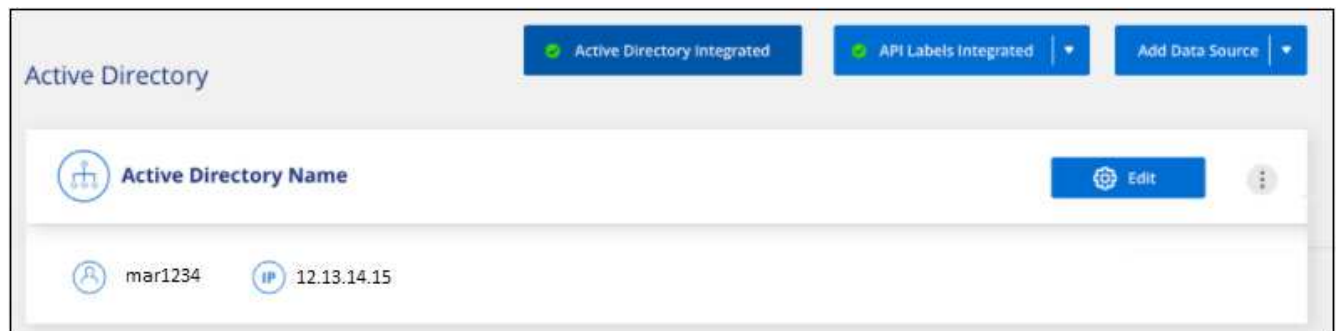 Active Directory Integrated
API Labels Integrated
Add Data Source
Active Directory
Active Directory Name
Edit
mar1234
IP
12.13.14.15